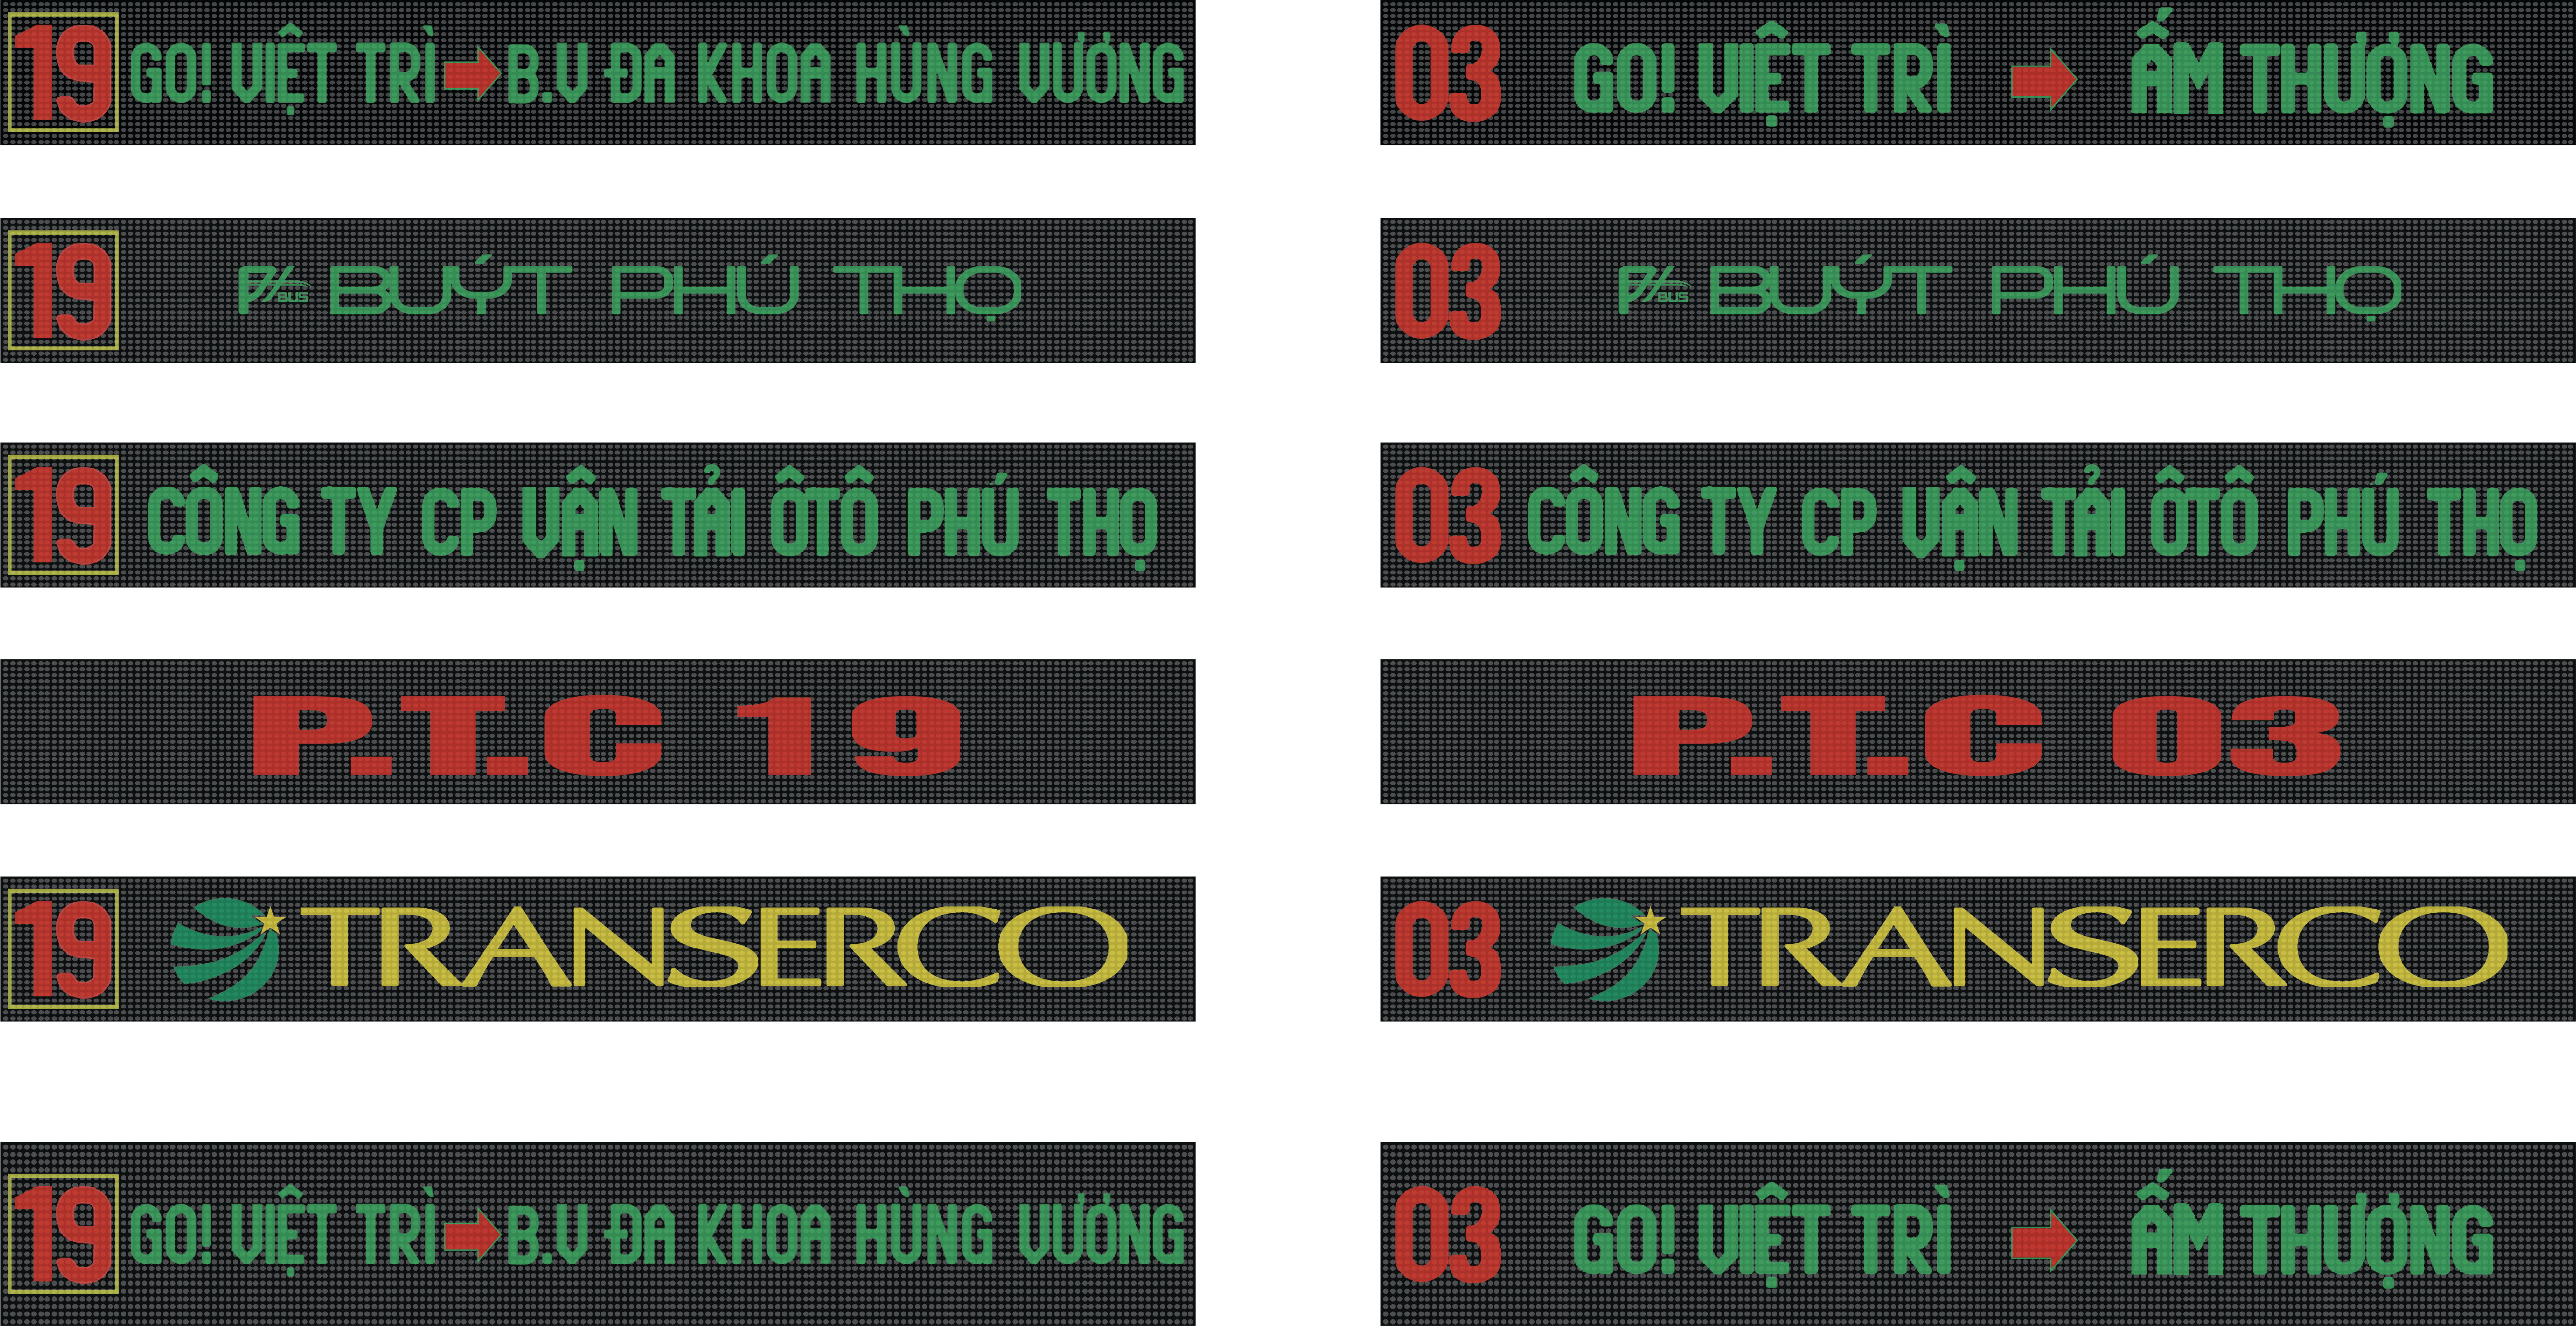 19 GO! VIỆT TRÌ B.V ĐA KHOA HÙNG VƯƠNG
03 GO! VIỆT TRÌ ẤM THƯỢNG
19 BUS BUÝT PHÚ THỌ
03 BUS BUÝT PHÚ THỌ
19 CÔNG TY CP VẬN TẢI ÔTÔ PHÚ THỌ
03 CÔNG TY CP VẬN TẢI ÔTÔ PHÚ THỌ
P.T.C 19
P.T.C 03
19 TRANSERCO
03 TRANSERCO
19 GO! VIỆT TRÌ B.V ĐA KHOA HÙNG VƯƠNG
03 GO! VIỆT TRÌ ẤM THƯỢNG